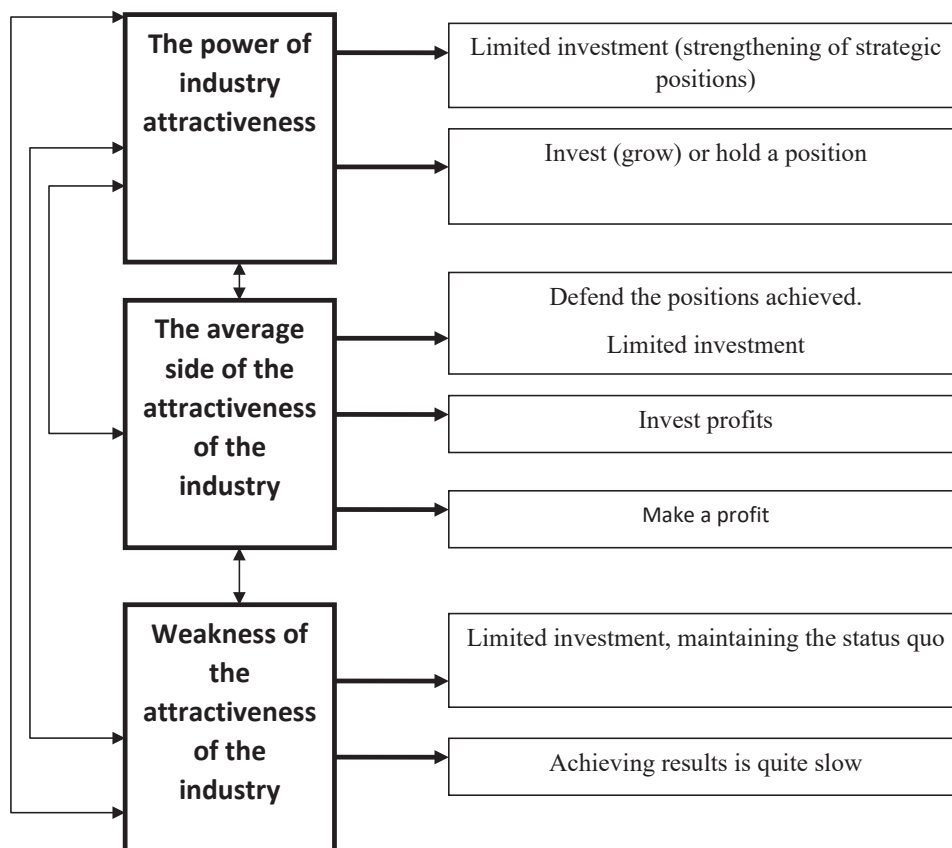 The power of
industry
attractiveness
Limited investment (strengthening of strategic
positions)
Invest (grow) or hold a position
The average
side of the
attractiveness
of the
industry
Defend the positions achieved.
Limited investment
Invest profits
Make a profit
Weakness of
the
attractiveness
of the
industry
Limited investment, maintaining the status quo
Achieving results is quite slow